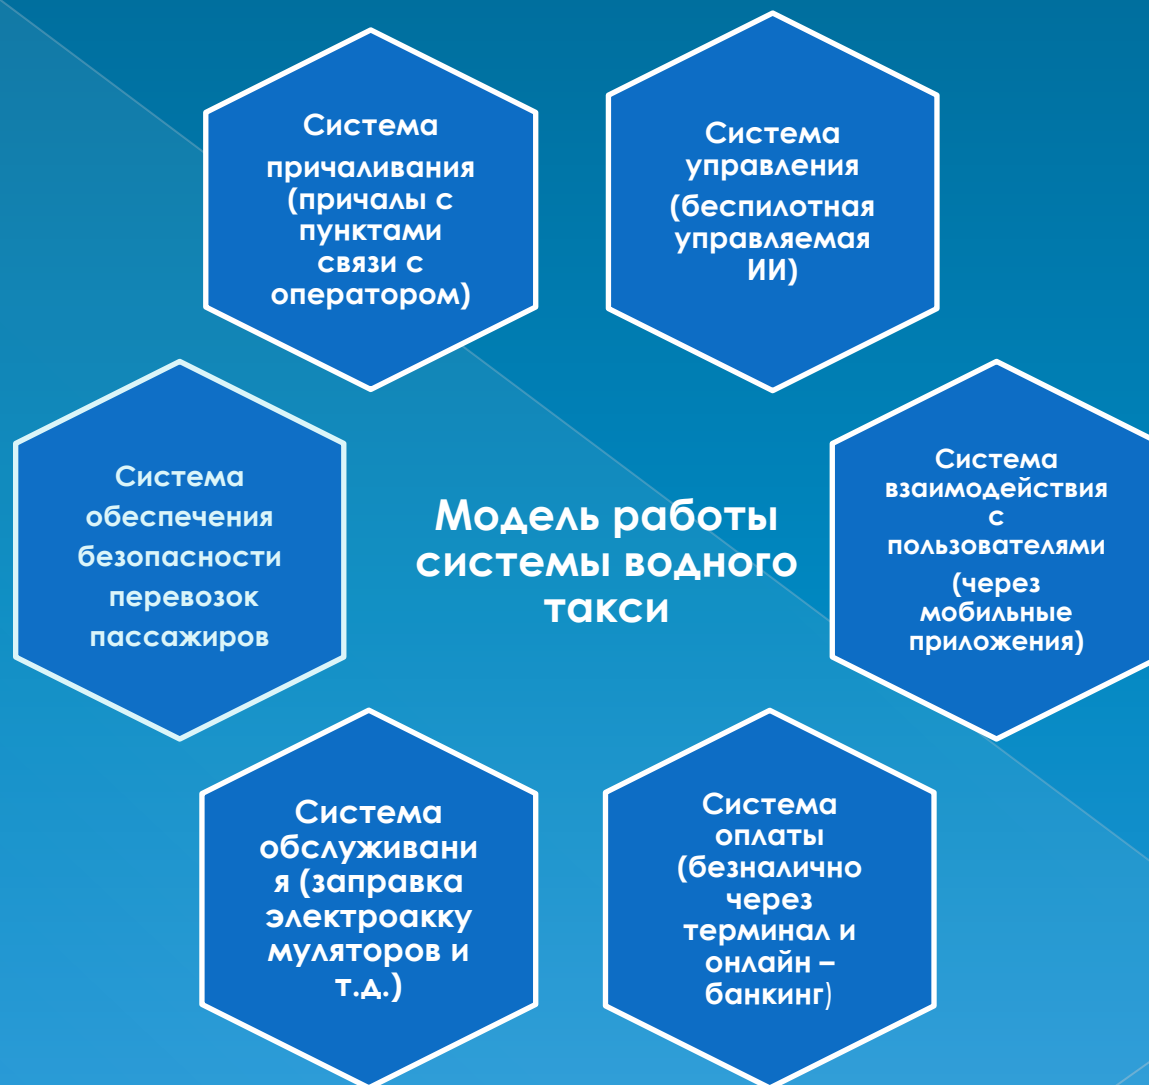 Система
причаливания
(причалы с
пунктами
связи с
оператором)
Система
управления
(беспилотная
управляемая
ИИ)
Система
обеспечения
безопасности
перевозок
пассажиров
Модель работы
системы водного
такси
Система
взаимодействия
с
пользователями
(через
мобильные
приложения)
Система
обслуживани
я (заправка
электроакку
муляторов и
т.д.)
Система
оплаты
(безналично
через
терминал и
онлайн –
банкинг)